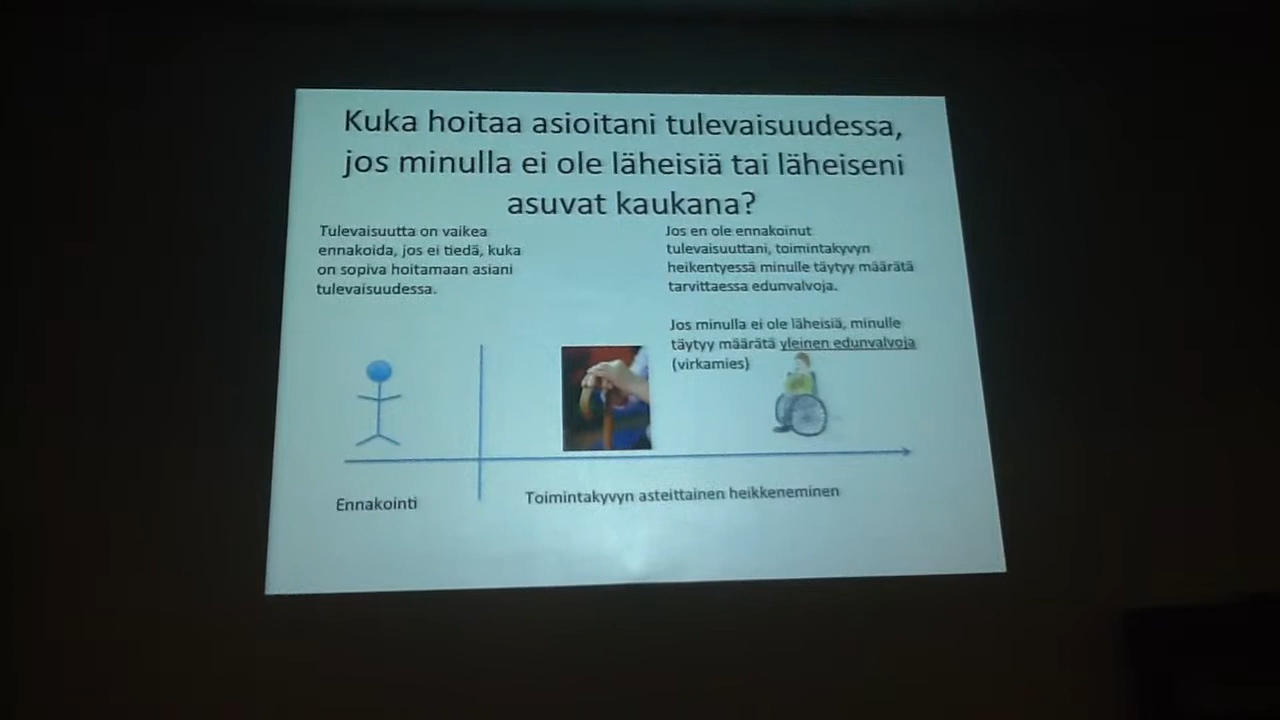 Kuka hoitaa asioitani tulevaisuudessa,
jos minulla ei ole läheisiä tai läheiseni
asuvat kaukana?
Tulevaisuutta on vaikea
ennakoida, jos ei tiedä, kuka
on sopiva hoitamaan asiani
tulevaisuudessa.
Jos en ole ennakoinut
tulevaisuuttani, toimintakyvyn
heikentyessä minulle täytyy määrätä
tarvittaessa edunvalvoja.
Jos minulla ei ole läheisiä, minulle
täytyy määrätä yleinen edunvalvoja
(virkamies)
Ennakointi
Toimintakyvyn asteittainen heikkeneminen